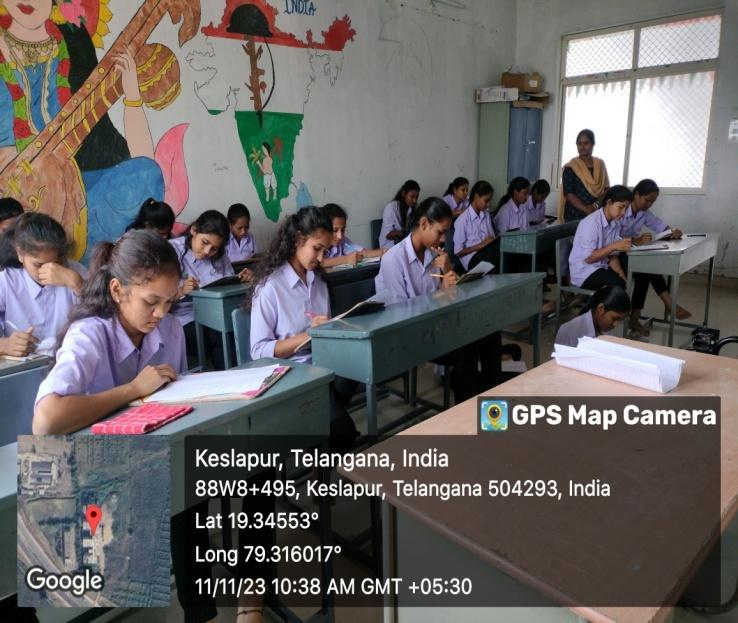 INDIA
GPS Map Camera
Keslapur, Telangana, India
88W8+495, Keslapur, Telangana 504293, India
Lat 19.34553°
Long 79.316017°
11/11/23 10:38 AM GMT +05:30
Google